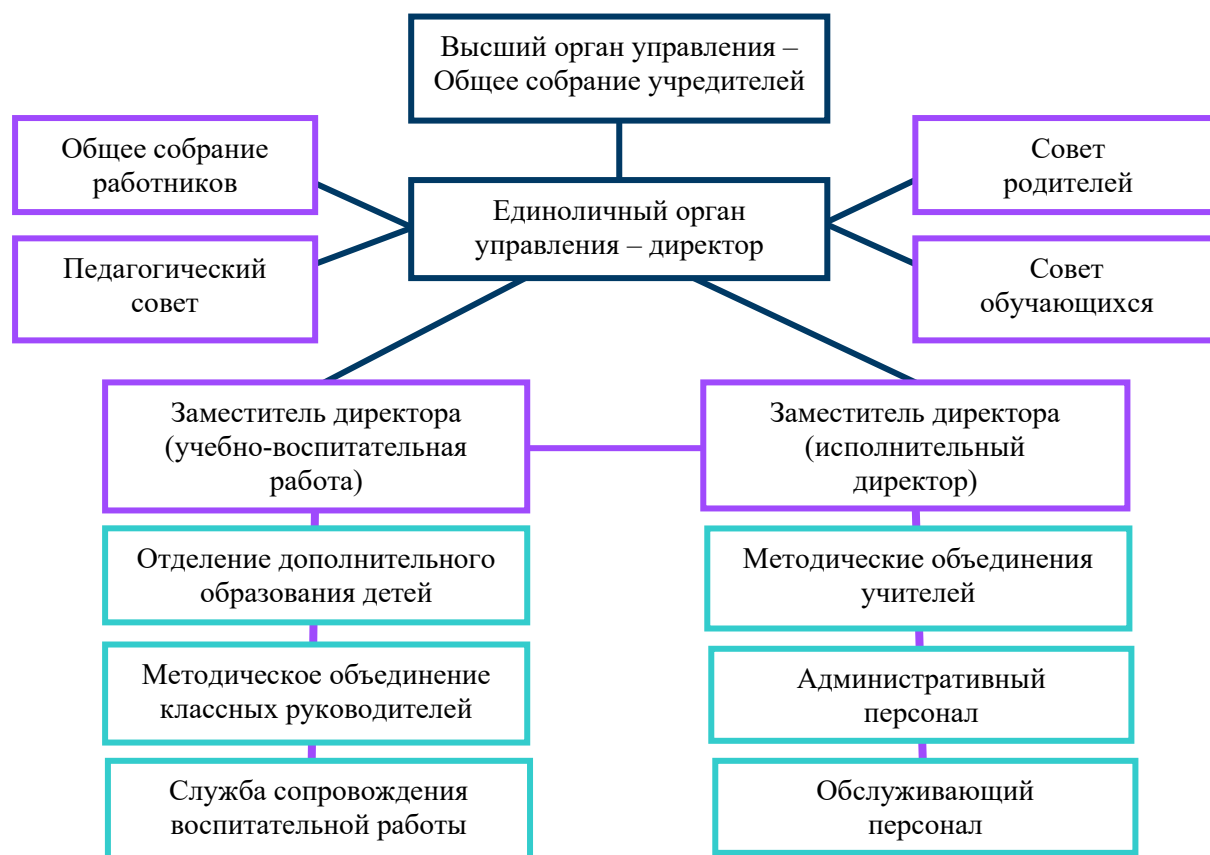 Высший орган управления –
Общее собрание учредителей
Общее собрание
работников
Совет
родителей
Единоличный орган
управления – директор
Педагогический
совет
Совет
обучающихся
Заместитель директора
(учебно-воспитательная
работа)
Заместитель директора
(исполнительный
директор)
Отделение дополнительного
образования детей
Методические объединения
учителей
Методическое объединение
классных руководителей
Административный
персонал
Служба сопровождения
воспитательной работы
Обслуживающий
персонал